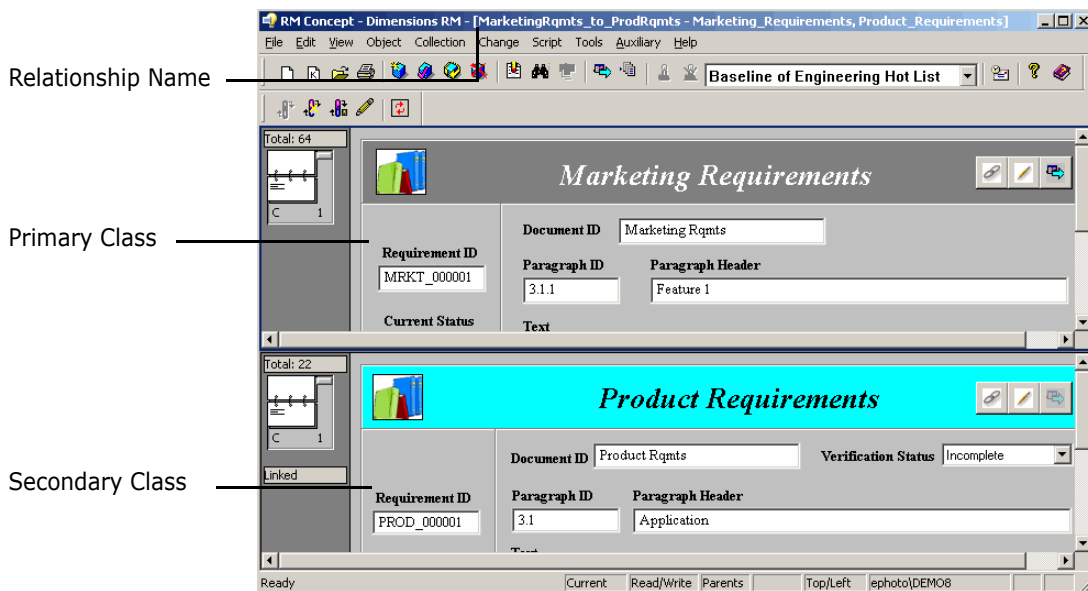 RM Concept - Dimensions RM - [MarketingRqmts_to_ProdRqmts - Marketing_Requirements, Product_Requirements]
File Edit View Object Collection Change Script Tools Auxiliary Help
Relationship Name
Baseline of Engineering Hot List
Total: 64
Marketing Requirements
C 1
Primary Class
Document ID Marketing Rqmts
Requirement ID
MRKT_000001
Paragraph ID Paragraph Header
3.1.1 Feature 1
Current Status
Text
Total: 22
Product Requirements
C 1
Linked
Secondary Class
Document ID Product Rqmts Verification Status Incomplete
Requirement ID
PROD_000001
Paragraph ID Paragraph Header
3.1 Application
Text
Ready Current Read/Write Parents Top/Left ephoto\DEMO8